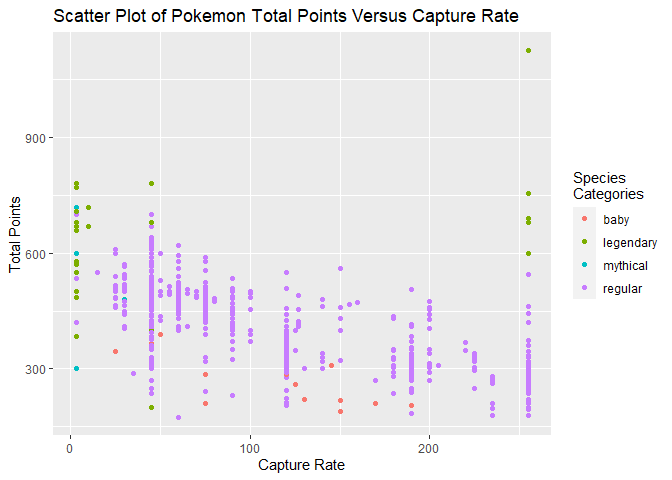 Scatter Plot of Pokemon Total Points Versus Capture Rate
Total Points
900
600
300
0
100
200
Capture Rate
Species
Categories
baby
legendary
mythical
regular